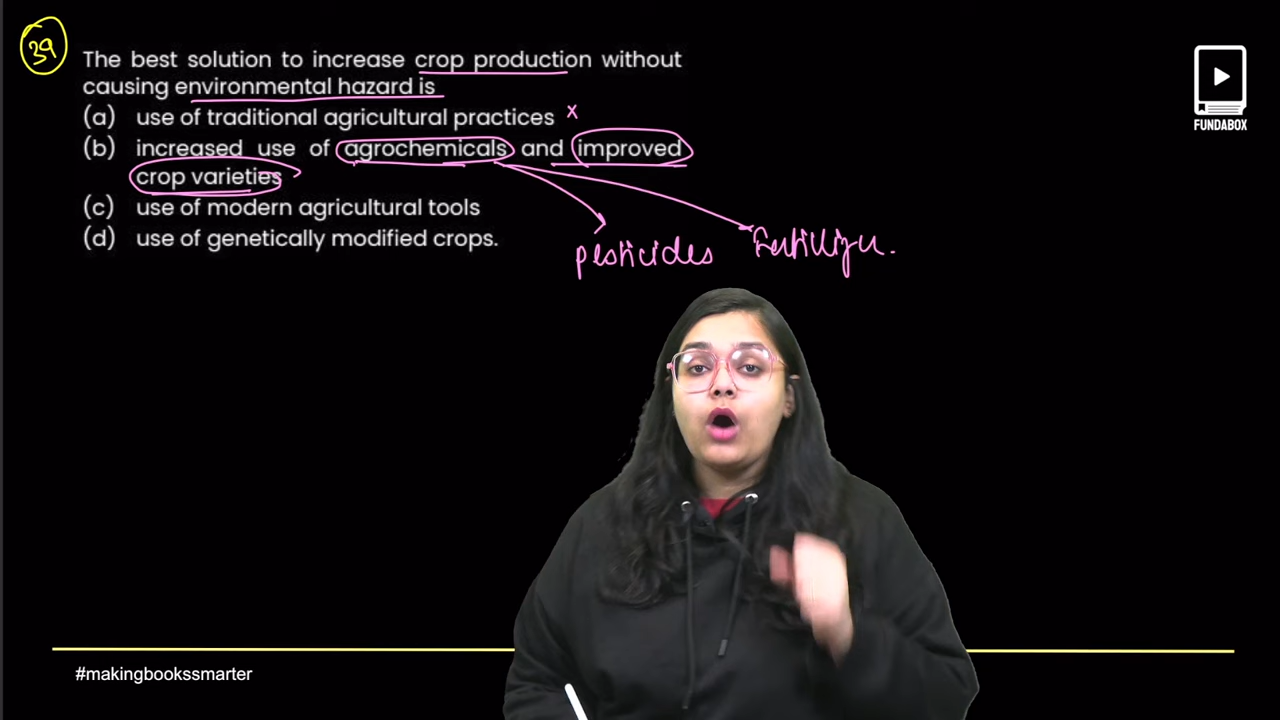 39
The best solution to increase crop production without
causing environmental hazard is
(a) use of traditional agricultural practices x
(b) increased use of agrochemicals and improved
crop varieties
(c) use of modern agricultural tools
(d) use of genetically modified crops.
pesticides Fertilizer.
FUNDABOX
#makingbookssmarter